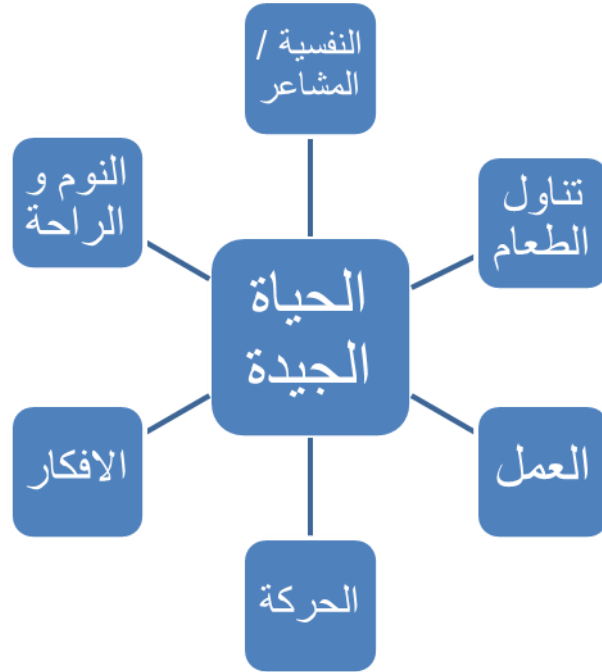 النفسية /
المشاعر
تناول
الطعام
العمل
الحركة
الافكار
النوم و
الراحة
الحياة
الجيدة